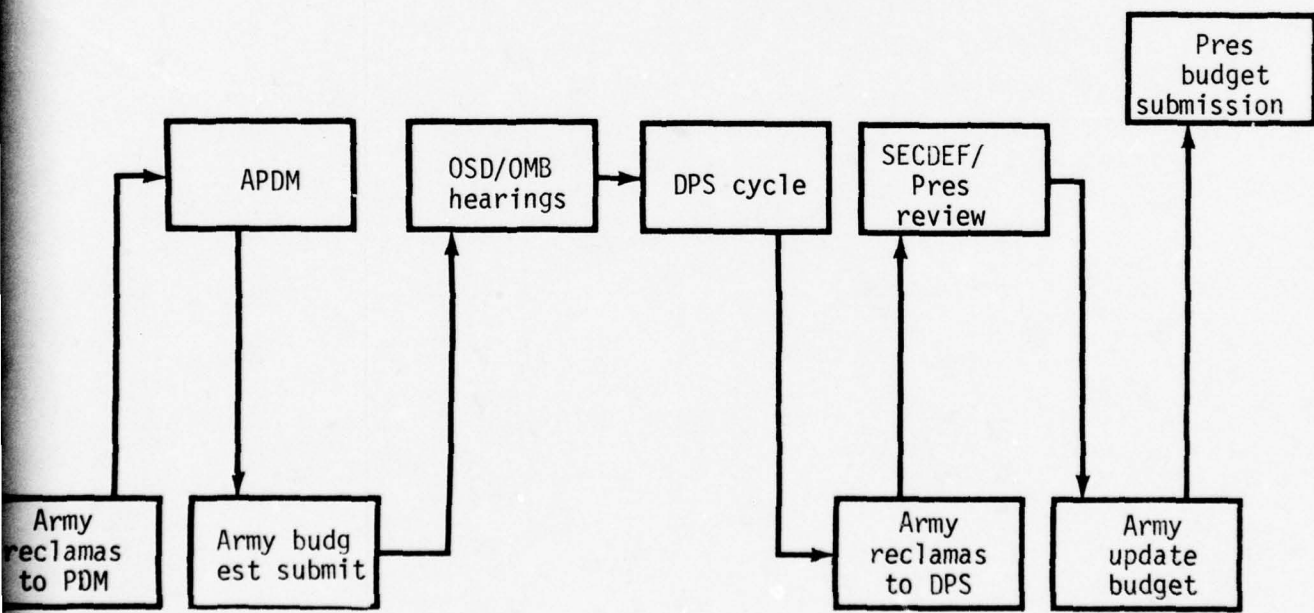 Pres
budget
submission
APDM
OSD/OMB
hearings
DPS cycle
SECDEF/
Pres
review
Army
reclamas
to PDM
Army budg
est submit
Army
reclamas
to DPS
Army
update
budget